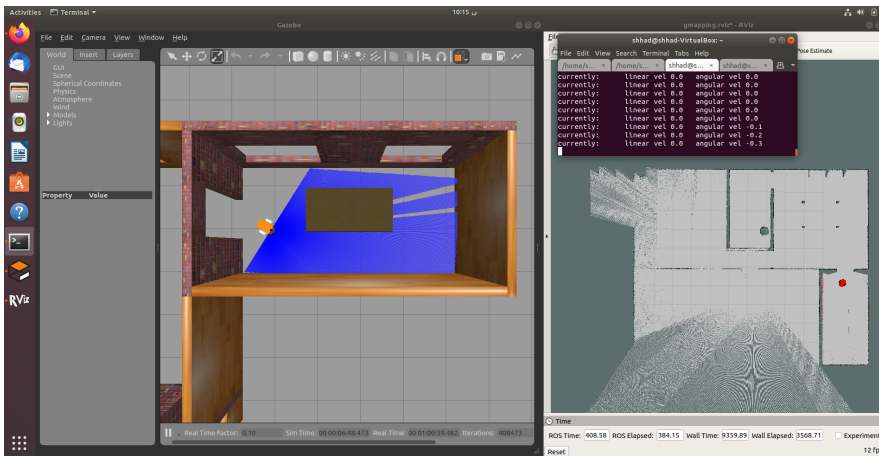 Activities
Terminal
10:15 ن
Gazebo
File Edit Camera View Window Help
World Insert Layers
GUI
Scene
Spherical Coordinates
Physics
Atmosphere
Wind
Models
Lights
Property Value
Real Time Factor: 0.10 Sim Time: 00 00:06:48.473 Real Time: 00 01:00:59.482 Iterations: 408473
RViz
gmapping.rviz* - RViz
File
Pose Estimate
shhad@shhad-VirtualBox: ~
File Edit View Search Terminal Tabs Help
/home/s... × /home/s... × shhad@s... × shhad@s... ×
currently: linear vel 0.0 angular vel 0.0
currently: linear vel 0.0 angular vel 0.0
currently: linear vel 0.0 angular vel 0.0
currently: linear vel 0.0 angular vel 0.0
currently: linear vel 0.0 angular vel 0.0
currently: linear vel 0.0 angular vel 0.0
currently: linear vel 0.0 angular vel -0.1
currently: linear vel 0.0 angular vel -0.2
currently: linear vel 0.0 angular vel -0.3
Time
ROS Time: 408.58 ROS Elapsed: 384.15 Wall Time: 9359.89 Wall Elapsed: 3568.71 Experiment
Reset 12 fp